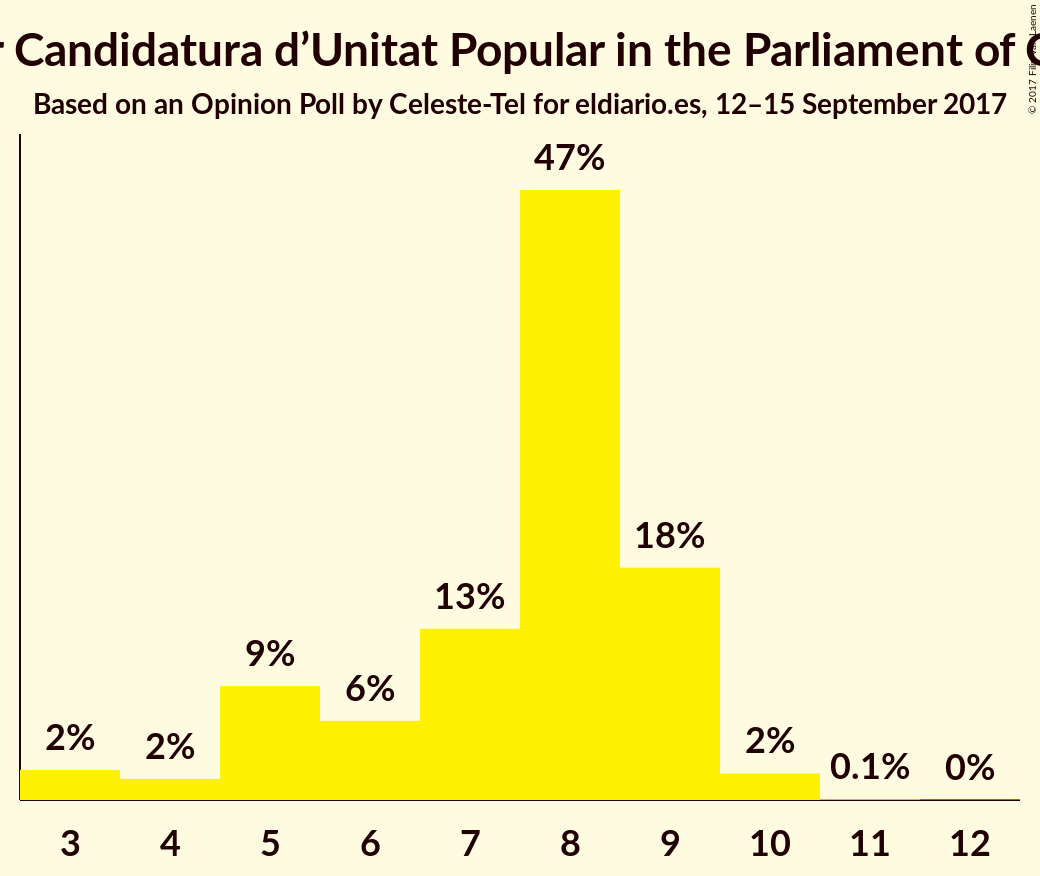 Candidatura d’Unitat Popular in the Parliament of
Based on an Opinion Poll by Celeste-Tel for eldiario.es, 12–15 September 2017
© 2017 Laenen
47%
18%
13%
9%
6%
2%
2%
2%
0.1%
0%
3 4 5 6 7 8 9 10 11 12